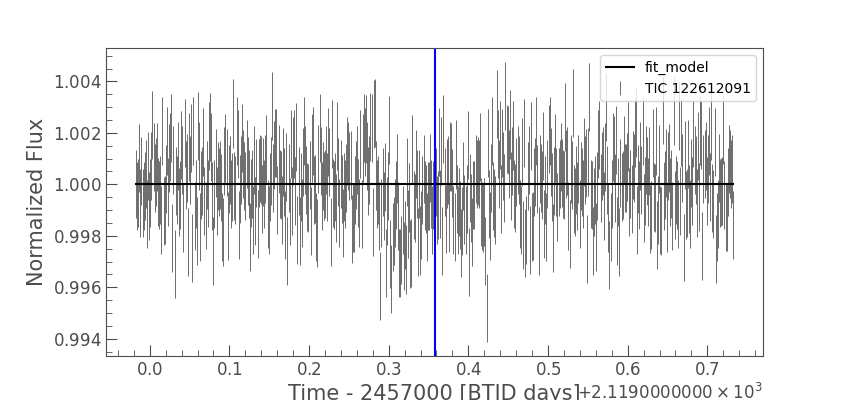 fit_model
TIC 122612091
1.004
1.002
1.000
0.998
0.996
0.994
Normalized Flux
0.0 0.1 0.2 0.3 0.4 0.5 0.6 0.7
Time - 2457000 [BTJD days]
+2.1190000000 × 10³